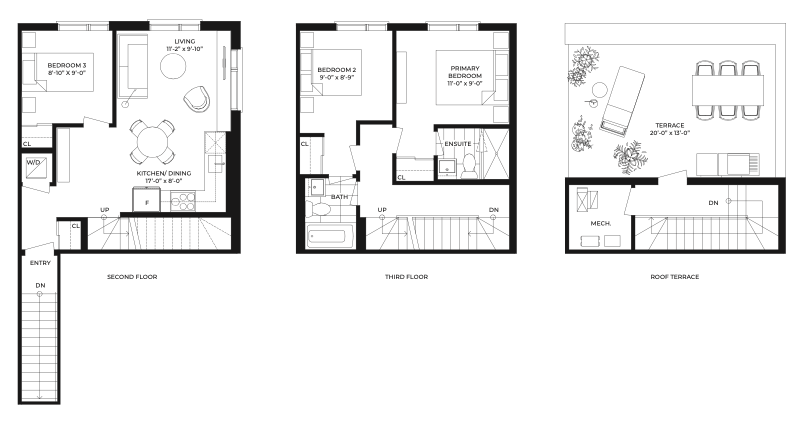 LIVING
11'-2" x 9'-10"
BEDROOM 3
8'-10" X 9'-0"
CL
W/D
KITCHEN/ DINING
17'-0" x 8'-0"
F
UP
CL
ENTRY
DN
SECOND FLOOR
BEDROOM 2
9'-0" x 8'-9"
PRIMARY
BEDROOM
11'-0" x 9'-0"
CL
ENSUITE
CL
BATH
UP
DN
THIRD FLOOR
TERRACE
20'-0" x 13'-0"
DN
MECH.
ROOF TERRACE